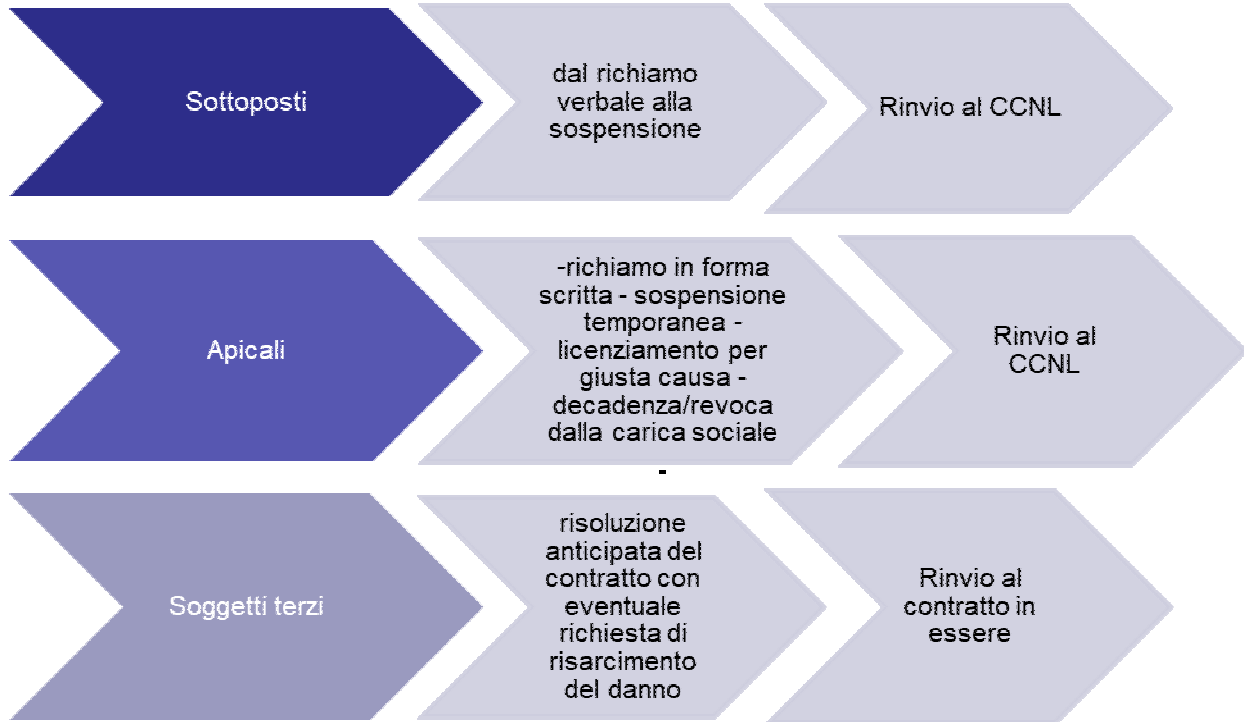 Sottoposti
dal richiamo
verbale alla
sospensione
Rinvio al CCNL
Apicali
-richiamo in forma
scritta - sospensione
temporanea -
licenziamento per
giusta causa -
decadenza/revoca
dalla carica sociale
-
Rinvio al
CCNL
Soggetti terzi
risoluzione
anticipata del
contratto con
eventuale
richiesta di
risarcimento
del danno
Rinvio al
contratto in
essere